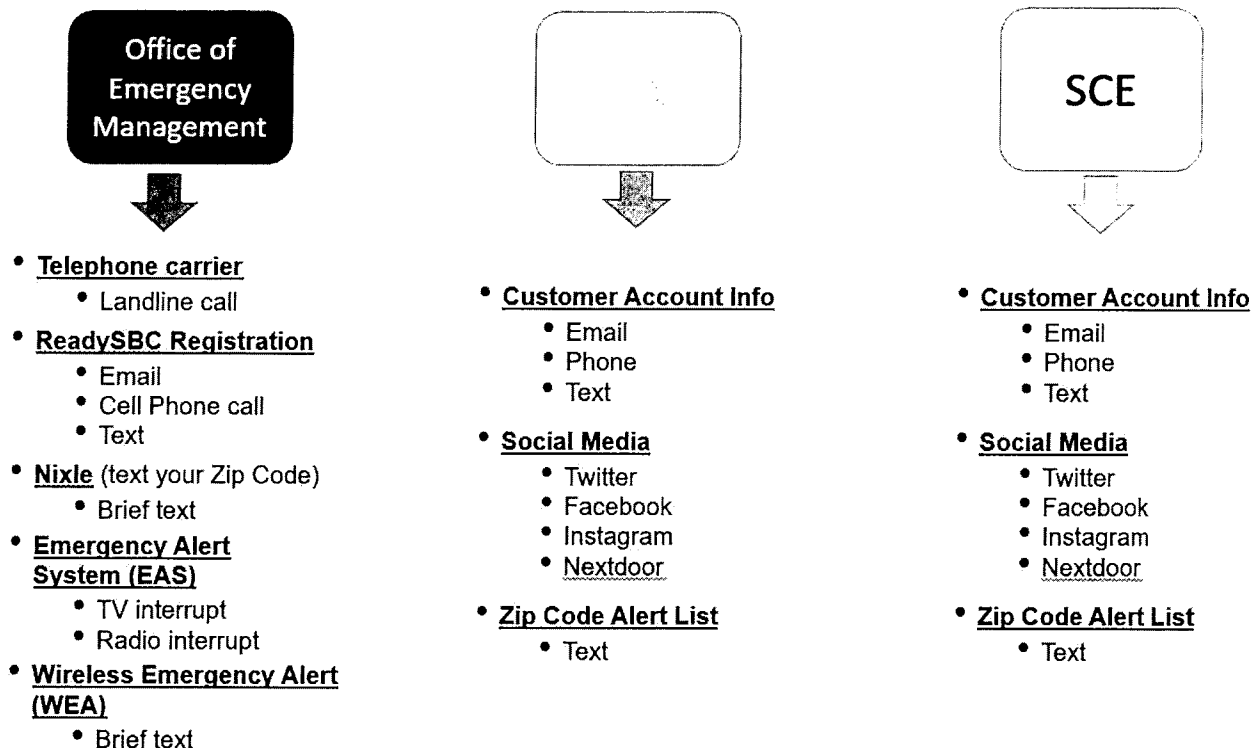 Office of
Emergency
Management
• Telephone carrier
• Landline call
• ReadySBC Registration
• Email
• Cell Phone call
• Text
• Nixle (text your Zip Code)
• Brief text
• Emergency Alert
System (EAS)
• TV interrupt
• Radio interrupt
• Wireless Emergency Alert
(WEA)
• Brief text
• Customer Account Info
• Email
• Phone
• Text
• Social Media
• Twitter
• Facebook
• Instagram
• Nextdoor
• Zip Code Alert List
• Text
SCE
• Customer Account Info
• Email
• Phone
• Text
• Social Media
• Twitter
• Facebook
• Instagram
• Nextdoor
• Zip Code Alert List
• Text